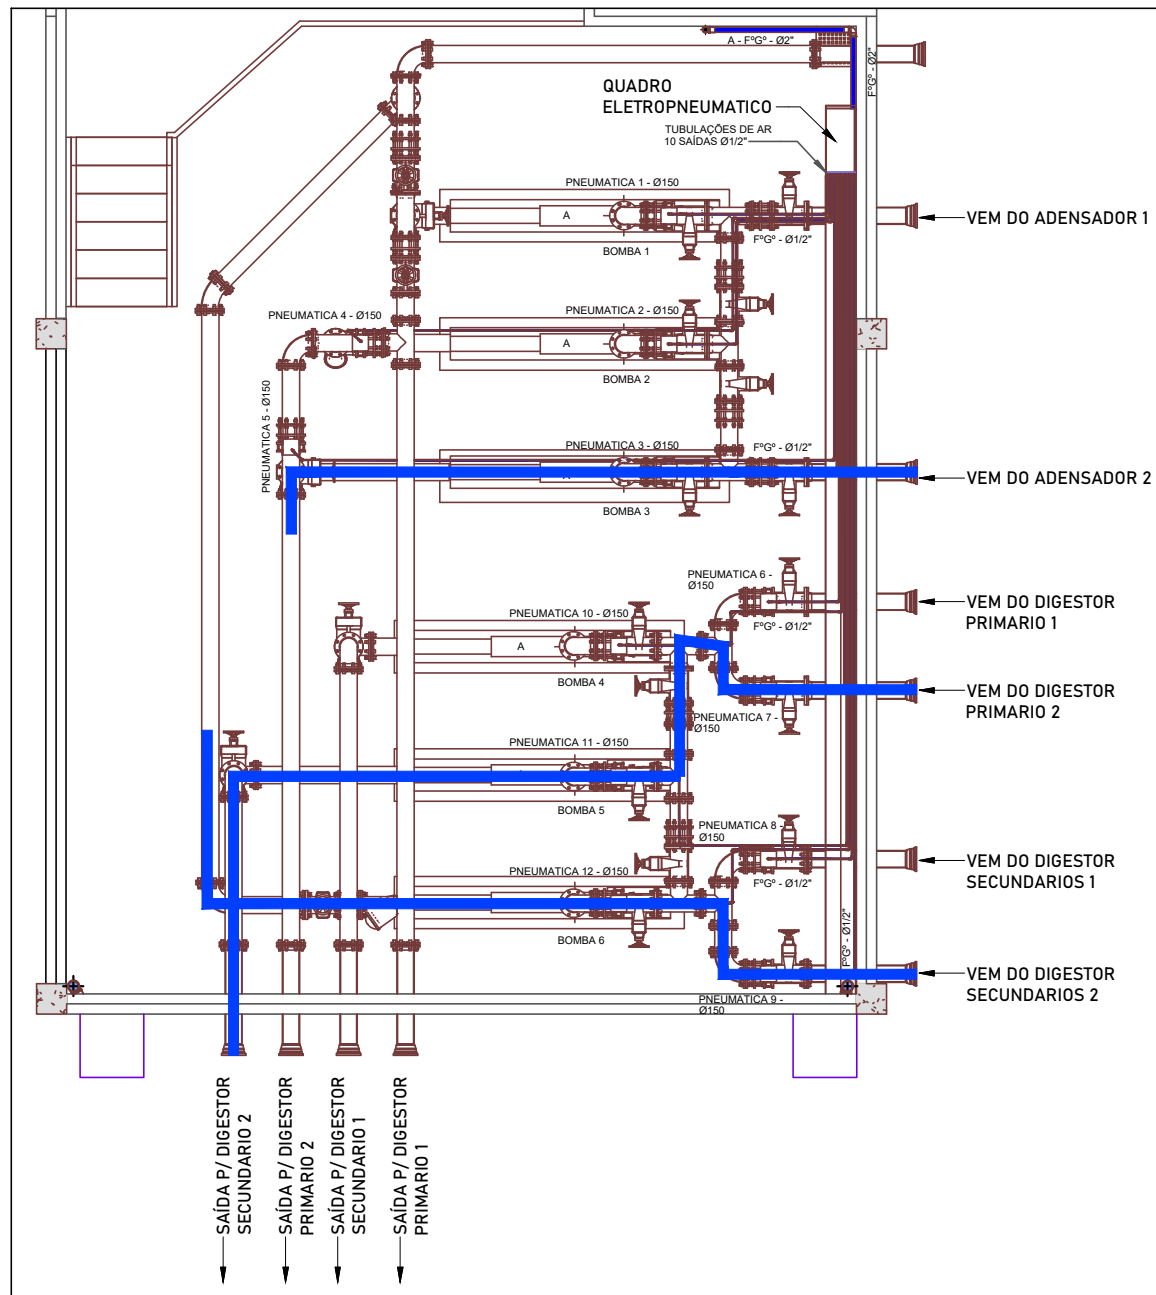 A - FºGº - Ø2"
FºGº - Ø2"
QUADRO
ELETROPNEUMATICO
TUBULAÇÕES DE AR
10 SAÍDAS Ø1/2"
PNEUMATICA 1 - Ø150
A
FºGº - Ø1/2"
BOMBA 1
VEM DO ADENSADOR 1
PNEUMATICA 4 - Ø150
PNEUMATICA 2 - Ø150
A
BOMBA 2
PNEUMATICA 5 - Ø150
PNEUMATICA 3 - Ø150
FºGº - Ø1/2"
BOMBA 3
VEM DO ADENSADOR 2
PNEUMATICA 6 -
Ø150
FºGº - Ø1/2"
VEM DO DIGESTOR
PRIMARIO 1
PNEUMATICA 10 - Ø150
A
BOMBA 4
VEM DO DIGESTOR
PRIMARIO 2
PNEUMATICA 7 -
Ø150
PNEUMATICA 11 - Ø150
BOMBA 5
PNEUMATICA 8 -
Ø150
FºGº - Ø1/2"
VEM DO DIGESTOR
SECUNDARIOS 1
PNEUMATICA 12 - Ø150
BOMBA 6
FºGº - Ø1/2"
VEM DO DIGESTOR
SECUNDARIOS 2
PNEUMATICA 9 -
Ø150
SAÍDA P/ DIGESTOR
SECUNDARIO 2
SAÍDA P/ DIGESTOR
PRIMARIO 2
SAÍDA P/ DIGESTOR
SECUNDARIO 1
SAÍDA P/ DIGESTOR
PRIMARIO 1